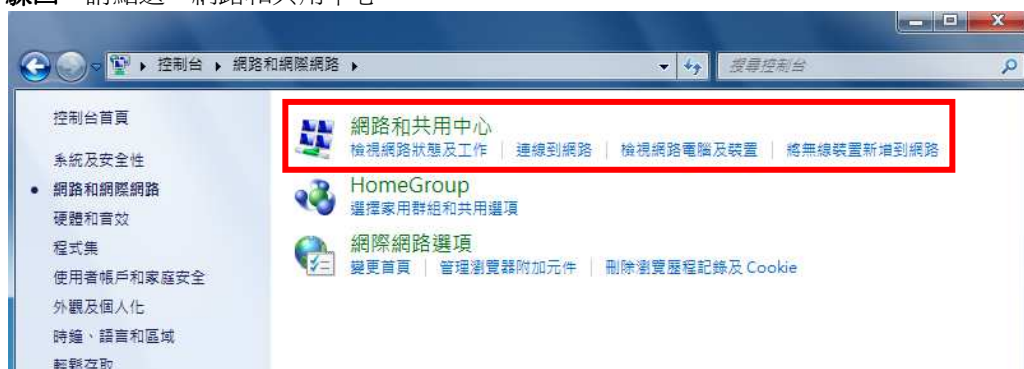 控制台 ▸ 網路和網際網路 ▸
搜尋控制台
控制台首頁
系統及安全性
網路和網際網路
硬體和音效
程式集
使用者帳戶和家庭安全
外觀及個人化
時鐘、語言和區域
輕鬆存取
網路和共用中心
檢視網路狀態及工作 | 連線到網路 | 檢視網路電腦及裝置 | 將無線裝置新增到網路
HomeGroup
選擇家用群組和共用選項
網際網路選項
變更首頁 | 管理瀏覽器附加元件 | 刪除瀏覽歷程記錄及 Cookie